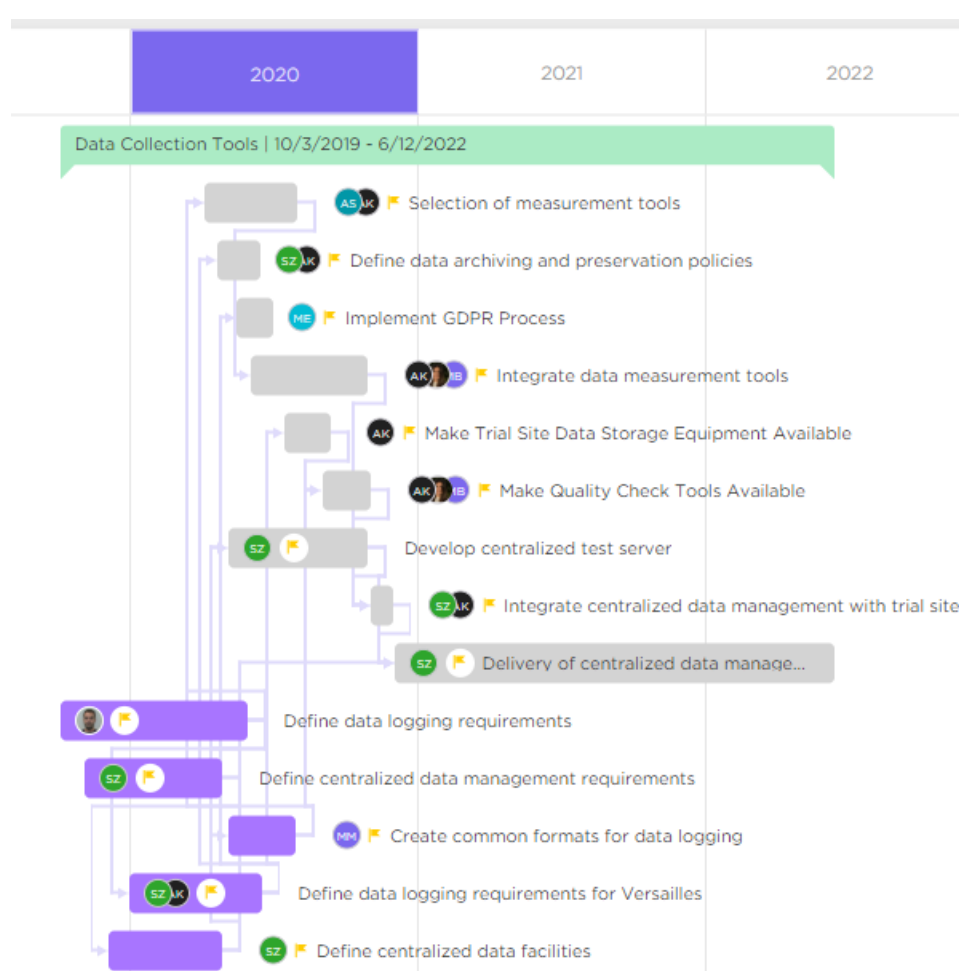 2020 2021 2022
Data Collection Tools | 10/3/2019 - 6/12/2022
AS AK Selection of measurement tools
SZ AK Define data archiving and preservation policies
ME Implement GDPR Process
AK MB Integrate data measurement tools
AK Make Trial Site Data Storage Equipment Available
AK MB Make Quality Check Tools Available
SZ Develop centralized test server
SZ AK Integrate centralized data management with trial site
SZ Delivery of centralized data manage...
Define data logging requirements
SZ Define centralized data management requirements
MM Create common formats for data logging
SZ AK Define data logging requirements for Versailles
SZ Define centralized data facilities